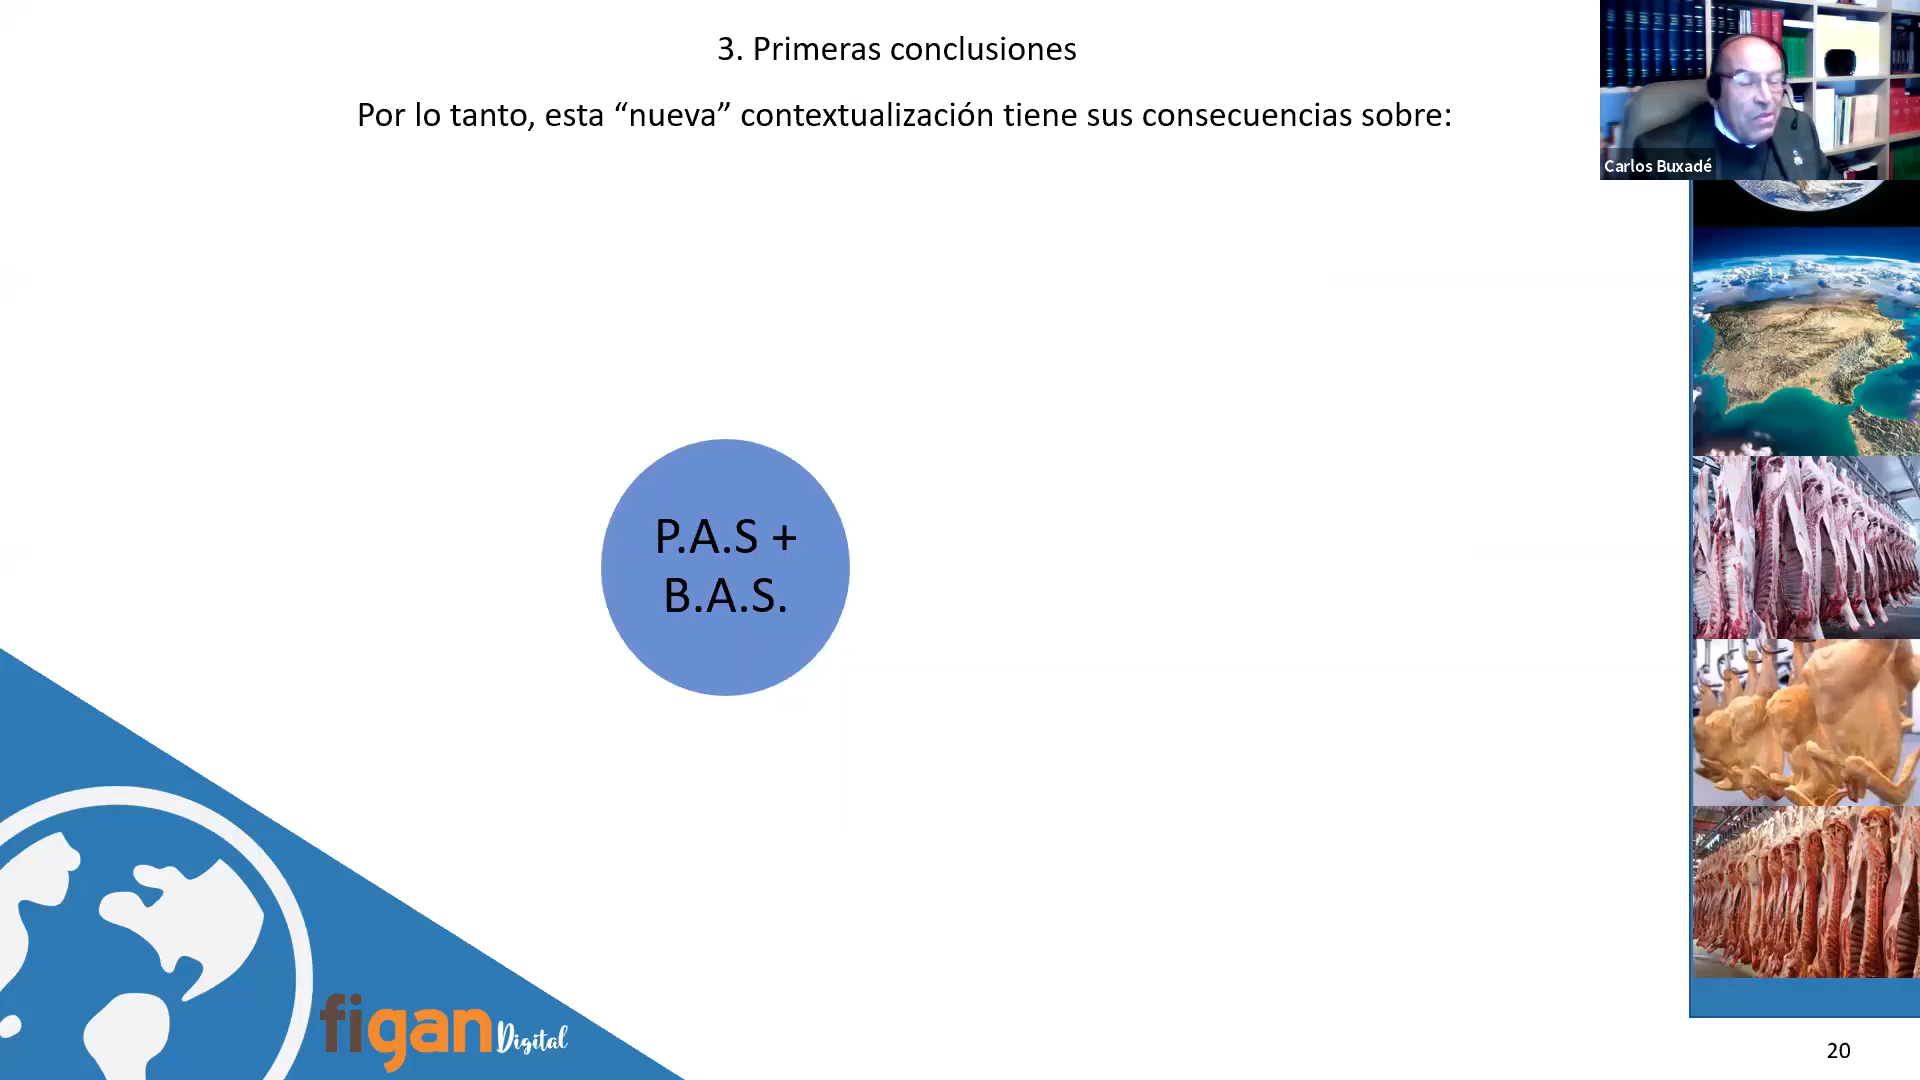 3. Primeras conclusiones
Por lo tanto, esta “nueva” contextualización tiene sus consecuencias sobre:
Carlos Buxadé
P.A.S +
B.A.S.
figan Digital
20